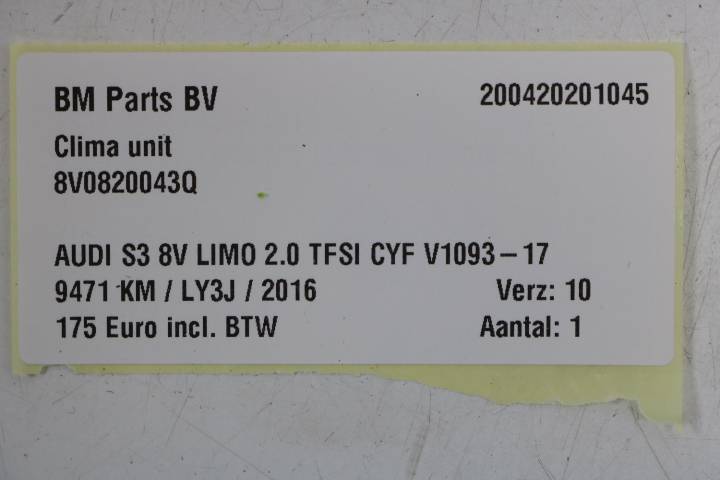 BM Parts BV 200420201045
Clima unit
8V0820043Q
AUDI S3 8V LIMO 2.0 TFSI CYF V1093-17
9471 KM / LY3J / 2016 Verz: 10
175 Euro incl. BTW Aantal: 1